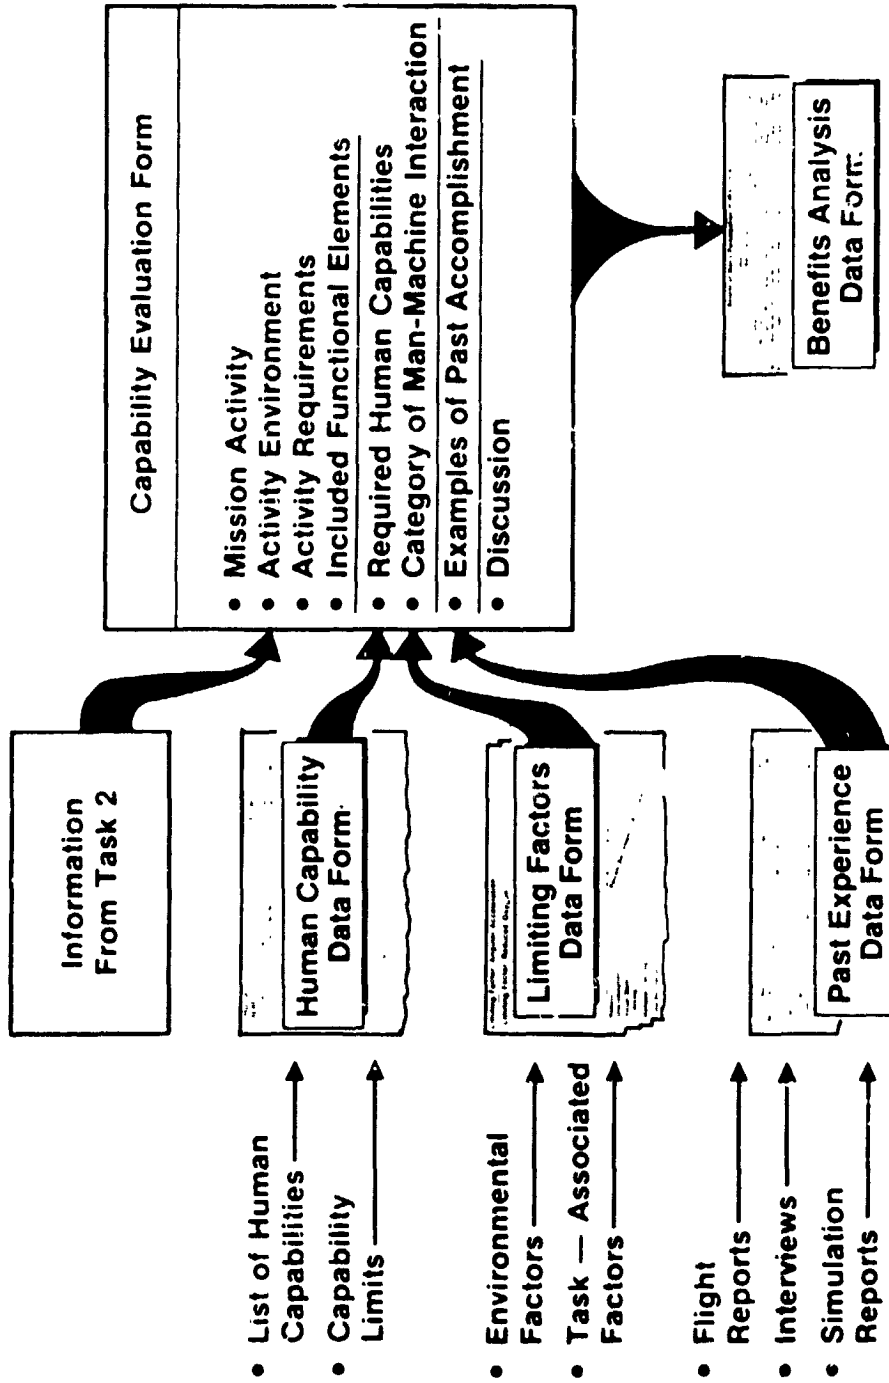 Information
From Task 2
• List of Human
Capabilities
• Capability
Limits
Human Capability
Data Form
• Environmental
Factors
• Task — Associated
Factors
Limiting Factors
Data Form
• Flight
Reports
• Interviews
• Simulation
Reports
Past Experience
Data Form
Capability Evaluation Form
• Mission Activity
• Activity Environment
• Activity Requirements
• Included Functional Elements
• Required Human Capabilities
• Category of Man-Machine Interaction
• Examples of Past Accomplishment
• Discussion
Benefits Analysis
Data Form